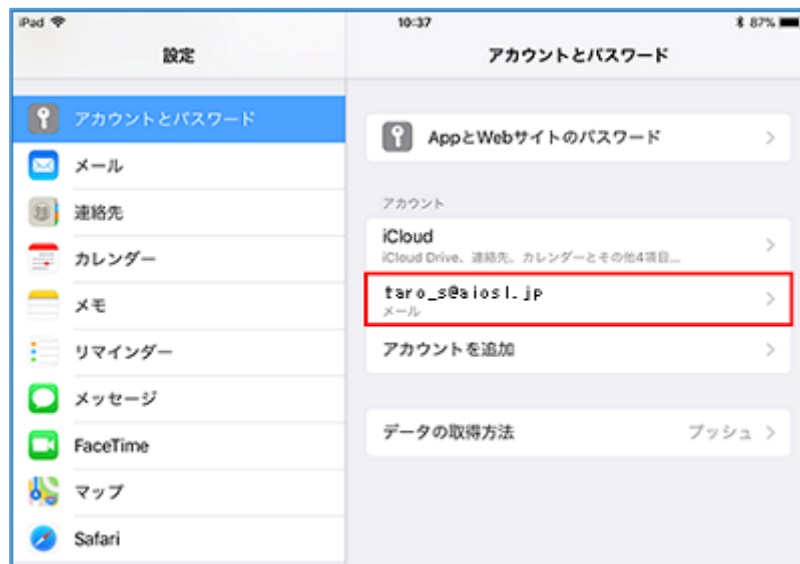 iPad
10:37
87%
設定
アカウントとパスワード
アカウントとパスワード
メール
連絡先
カレンダー
メモ
リマインダー
メッセージ
FaceTime
マップ
Safari
AppとWebサイトのパスワード
アカウント
iCloud
iCloud Drive、連絡先、カレンダーとその他4項目...
taro_s@aiosl.jp
メール
アカウントを追加
データの取得方法 プッシュ